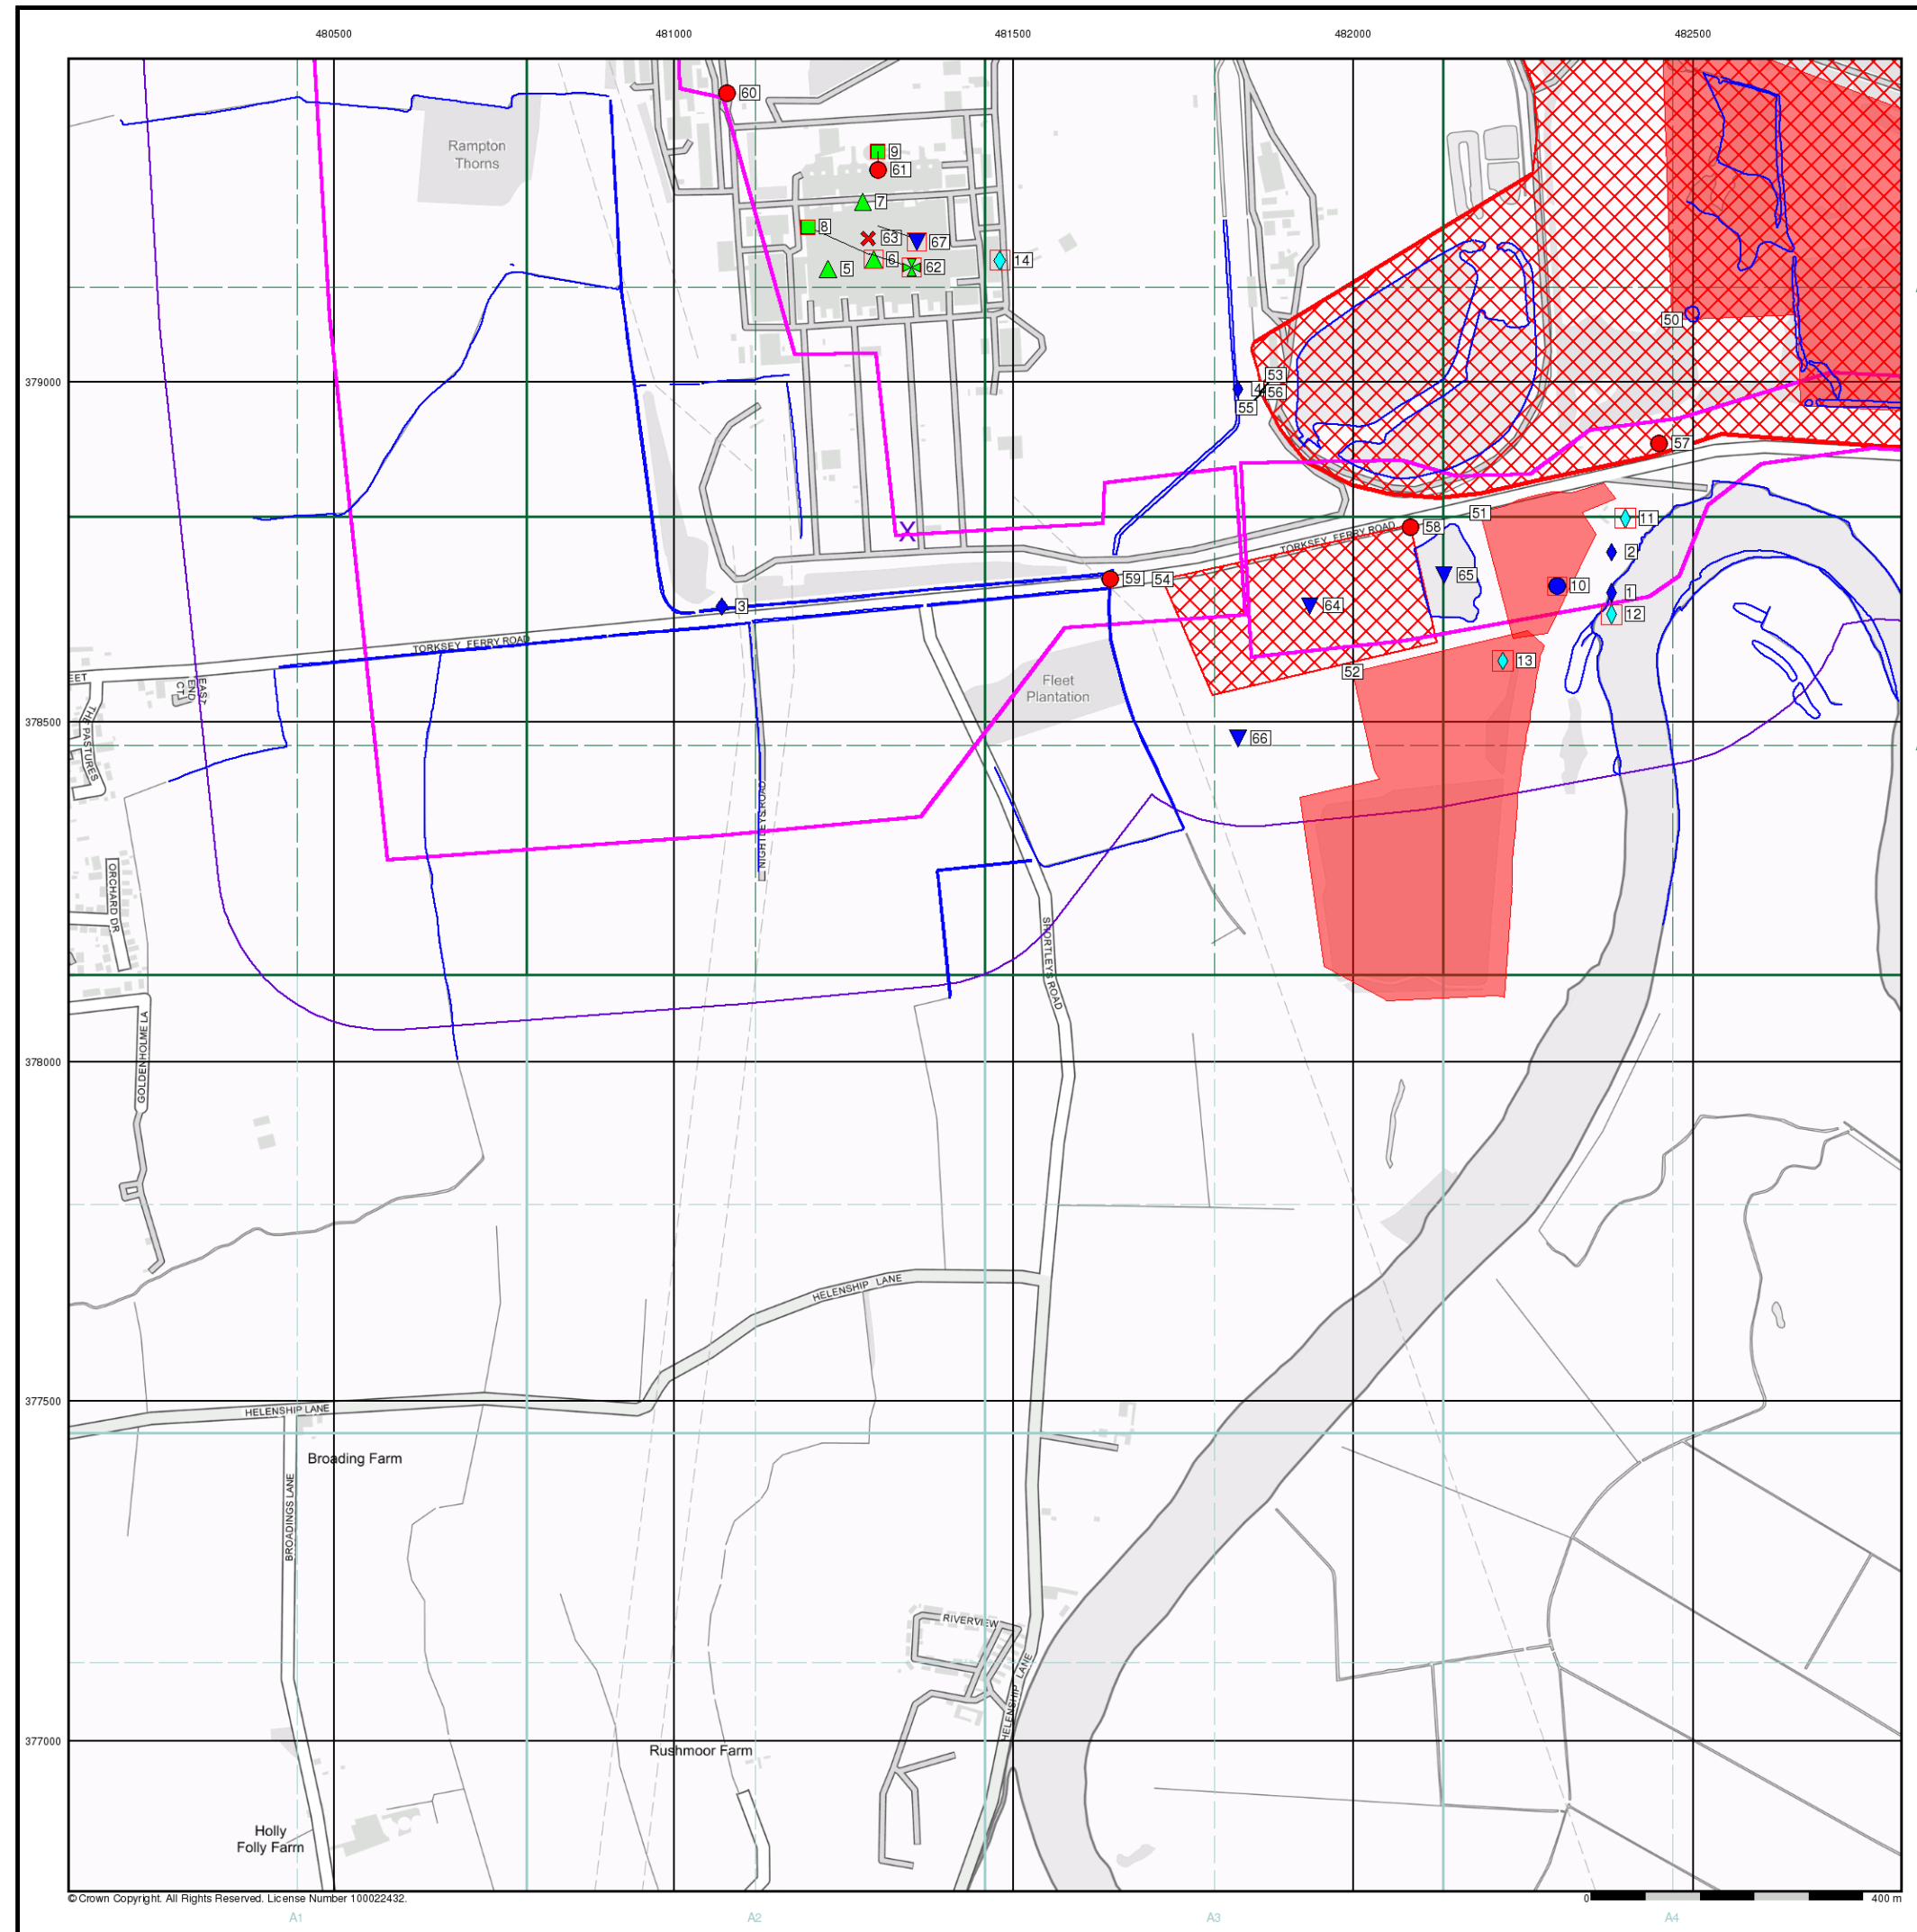 480500 481000 481500 482000 482500
60
Rampton
Thorns
9
61
7
8
63
67
6
5
62
14
50
379000
53
4
56
55
57
51
58
11
TORKSEY FERRY ROAD
2
59
54
65
10
1
3
64
12
TORKSEY FERRY ROAD
13
52
EET
EAST
END
CT
Fleet
Plantation
THE PASTURES
378500
66
NIGHTLEYS ROAD
ORCHARD DR
SHORTLEYS ROAD
GOLDENHOLME LA
378000
HELENSHIP LANE
377500
HELENSHIP LANE
Broading Farm
BROADINGS LANE
RIVERVIEW
HELENSHIP LANE
377000
Rushmoor Farm
Holly
Folly Farm
© Crown Copyright. All Rights Reserved. License Number 100022432.
0 400 m
A1 A2 A3 A4